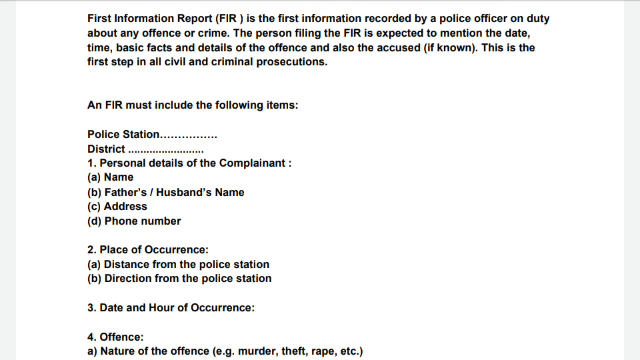 First Information Report (FIR ) is the first information recorded by a police officer on duty
about any offence or crime. The person filing the FIR is expected to mention the date,
time, basic facts and details of the offence and also the accused (if known). This is the
first step in all civil and criminal prosecutions.
An FIR must include the following items:
Police Station................
District .........................
1. Personal details of the Complainant :
(a) Name
(b) Father's / Husband's Name
(c) Address
(d) Phone number
2. Place of Occurrence:
(a) Distance from the police station
(b) Direction from the police station
3. Date and Hour of Occurrence:
4. Offence:
a) Nature of the offence (e.g. murder, theft, rape, etc.)